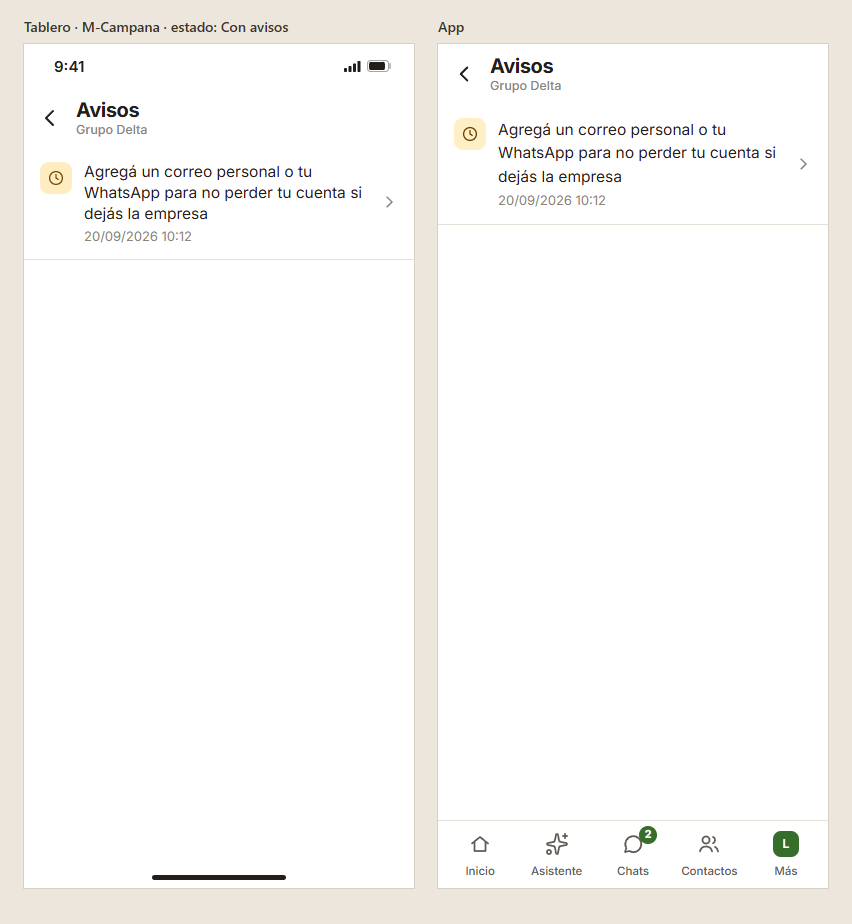 Tablero · M-Campana · estado: Con avisos
9:41
Avisos
Grupo Delta
Agregá un correo personal o tu
WhatsApp para no perder tu cuenta si
dejás la empresa
20/09/2026 10:12
App
Avisos
Grupo Delta
Agregá un correo personal o tu
WhatsApp para no perder tu cuenta si
dejás la empresa
20/09/2026 10:12
2
L
Inicio
Asistente
Chats
Contactos
Más